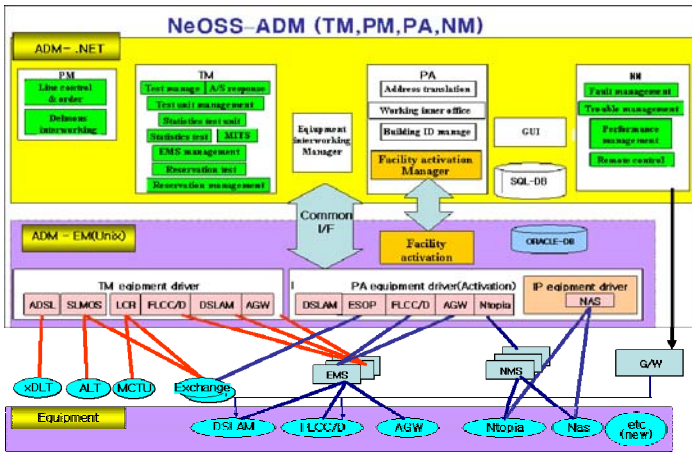 NeOSS-ADM (TM,PM,PA,NM)
ADM- .NET
PM
Line control
& order
Delmons
interworking
TM
Test manage
A/S response
Test unit management
Statistics test unit
Statistics test
MITS
EMS management
Reservation test
Reservation management
Eqiupment
interworking
Manager
PA
Address translation
Working inner office
Building ID manage
Facility activation
Manager
GUI
SQL-DB
NM
Fault management
Trouble management
Performance
management
Remote control
Common
I/F
ADM - EM(Unix)
Facility
activation
ORACLE-DB
TM eqipment driver
ADSL
SLMOS
LCR
FLCC/D
DSLAM
AGW
PA equipment driver(Activation)
DSLAM
ESOP
FLCC/D
AGW
Ntopia
IP eqipment driver
NAS
xDLT
ALT
MCTU
Exchange
EMS
NMS
G/W
Equipment
DSLAM
FLCC/D
AGW
Ntopia
Nas
etc
(new)